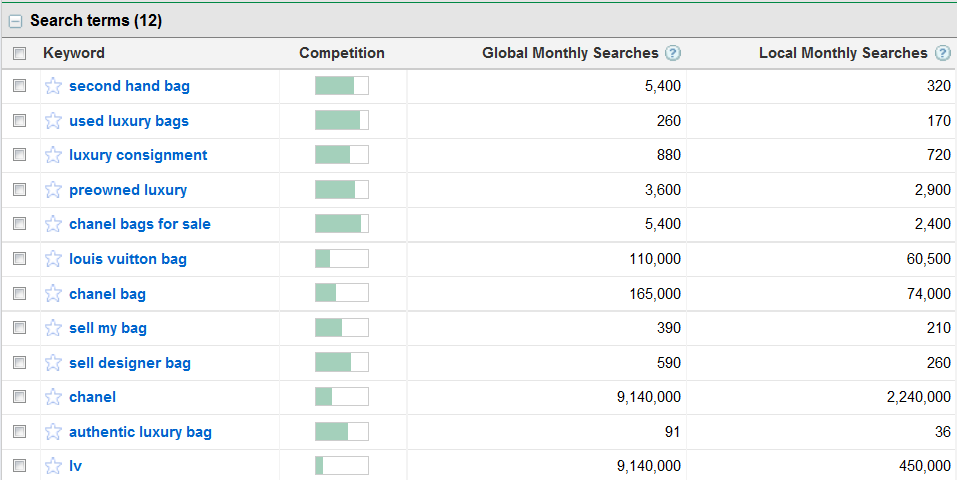 Search terms (12)
Keyword Competition Global Monthly Searches ? Local Monthly Searches ?
second hand bag 5,400 320
used luxury bags 260 170
luxury consignment 880 720
preowned luxury 3,600 2,900
chanel bags for sale 5,400 2,400
louis vuitton bag 110,000 60,500
chanel bag 165,000 74,000
sell my bag 390 210
sell designer bag 590 260
chanel 9,140,000 2,240,000
authentic luxury bag 91 36
lv 9,140,000 450,000